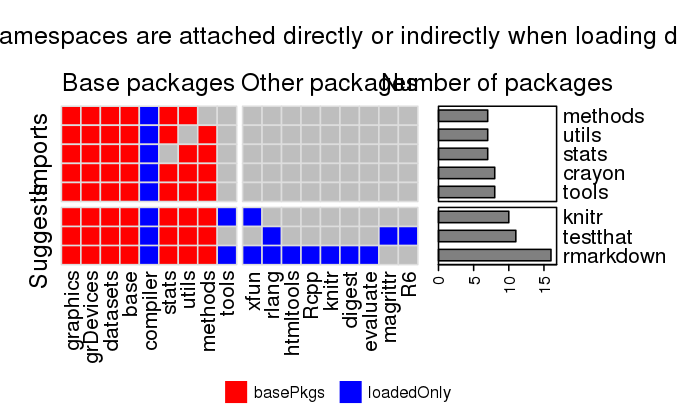 amespaces are attached directly or indirectly when loading d
Base packages
Other packages
Number of packages
Imports
Suggests
methods
utils
stats
crayon
tools
knitr
testthat
rmarkdown
graphics
grDevices
datasets
base
compiler
stats
utils
methods
tools
xfun
rlang
htmltools
Rcpp
knitr
digest
evaluate
magrittr
R6
0
5
10
15
basePkgs
loadedOnly